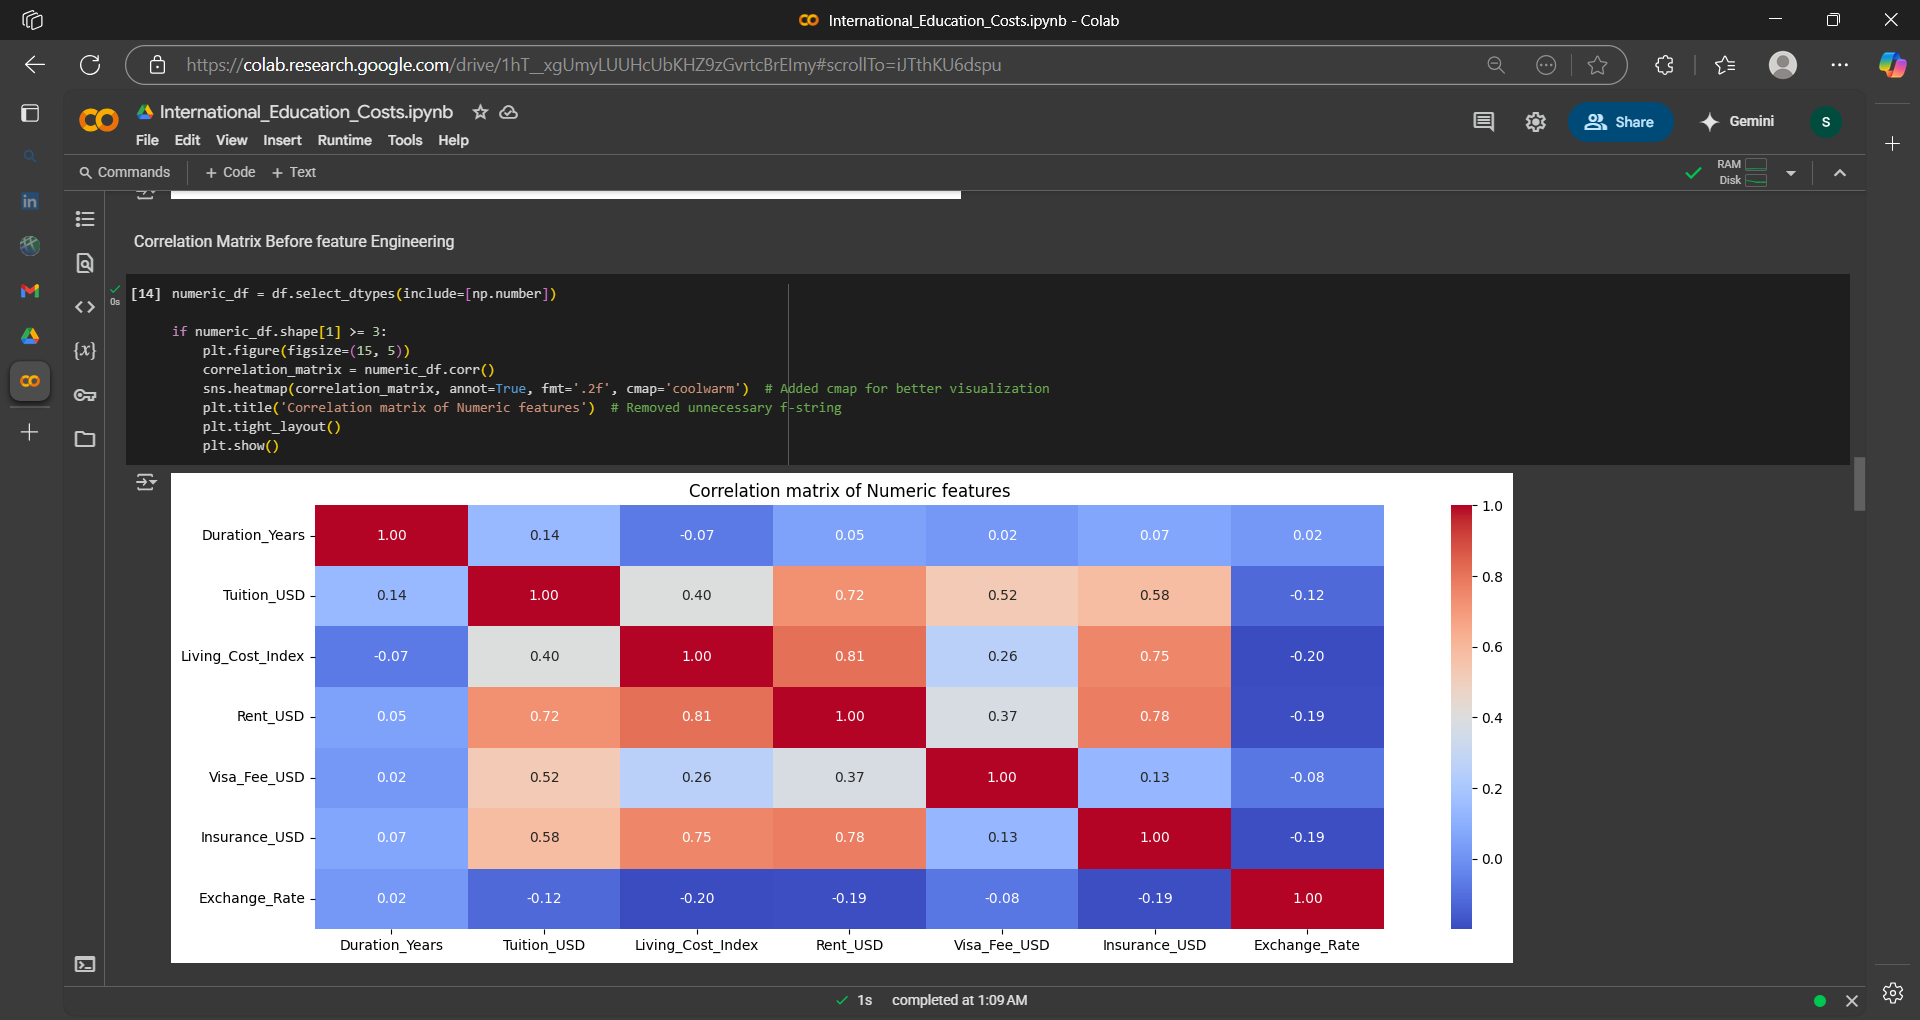 International_Education_Costs.ipynb - Colab
https://colab.research.google.com/drive/1hT__xgUmyLUUHcUbKHZ9zGvrtcBrElmy#scrollTo=iJTthKU6dspu
International_Education_Costs.ipynb
File Edit View Insert Runtime Tools Help
Share
Gemini
S
Commands + Code + Text
RAM
Disk
Correlation Matrix Before feature Engineering
0s
[14] numeric_df = df.select_dtypes(include=[np.number])
if numeric_df.shape[1] >= 3:
plt.figure(figsize=(15, 5))
correlation_matrix = numeric_df.corr()
sns.heatmap(correlation_matrix, annot=True, fmt='.2f', cmap='coolwarm') # Added cmap for better visualization
plt.title('Correlation matrix of Numeric features') # Removed unnecessary f-string
plt.tight_layout()
plt.show()
Correlation matrix of Numeric features
Duration_Years 1.00 0.14 -0.07 0.05 0.02 0.07 0.02
Tuition_USD 0.14 1.00 0.40 0.72 0.52 0.58 -0.12
Living_Cost_Index -0.07 0.40 1.00 0.81 0.26 0.75 -0.20
Rent_USD 0.05 0.72 0.81 1.00 0.37 0.78 -0.19
Visa_Fee_USD 0.02 0.52 0.26 0.37 1.00 0.13 -0.08
Insurance_USD 0.07 0.58 0.75 0.78 0.13 1.00 -0.19
Exchange_Rate 0.02 -0.12 -0.20 -0.19 -0.08 -0.19 1.00
Duration_Years Tuition_USD Living_Cost_Index Rent_USD Visa_Fee_USD Insurance_USD Exchange_Rate
1.0
0.8
0.6
0.4
0.2
0.0
1s completed at 1:09 AM